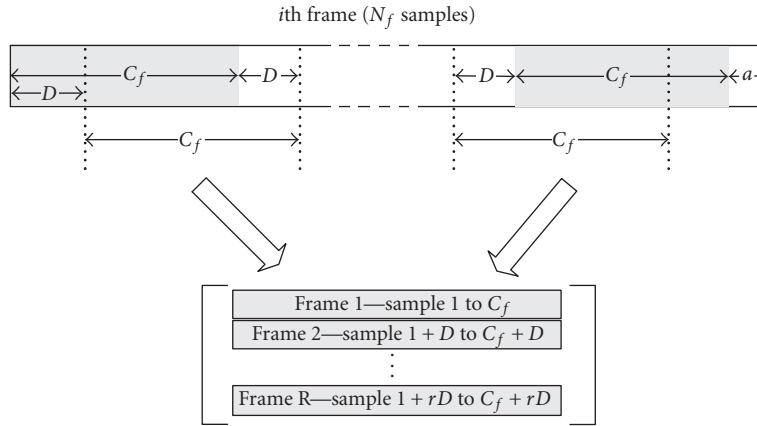 ith frame (N_f samples)
C_f D D C_f a
D
C_f C_f
Frame 1—sample 1 to C_f
Frame 2—sample 1 + D to C_f + D
⋮
Frame R—sample 1 + rD to C_f + rD